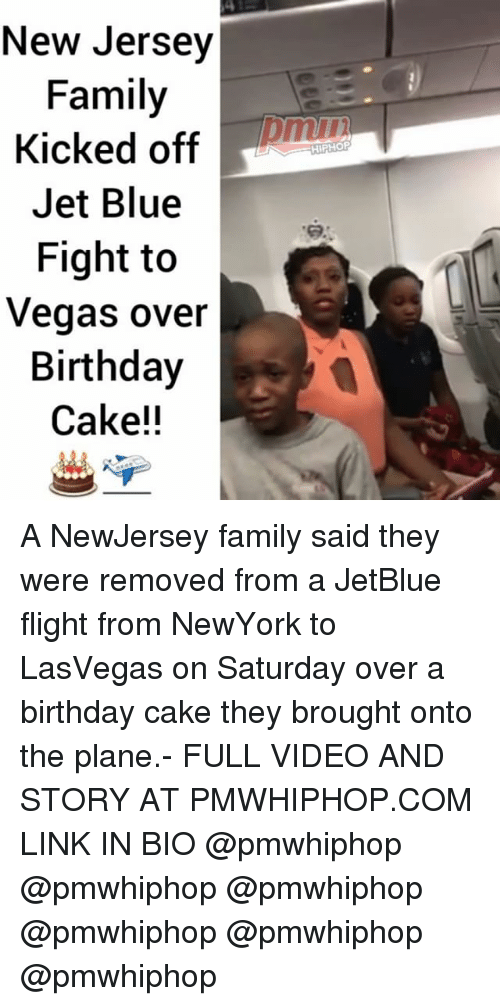 New Jersey
Family
Kicked off
Jet Blue
Fight to
Vegas over
Birthday
Cake!!
pmw
HIPHOP
A NewJersey family said they
were removed from a JetBlue
flight from NewYork to
LasVegas on Saturday over a
birthday cake they brought onto
the plane.- FULL VIDEO AND
STORY AT PMWHIPHOP.COM
LINK IN BIO @pmwhiphop
@pmwhiphop @pmwhiphop
@pmwhiphop @pmwhiphop
@pmwhiphop